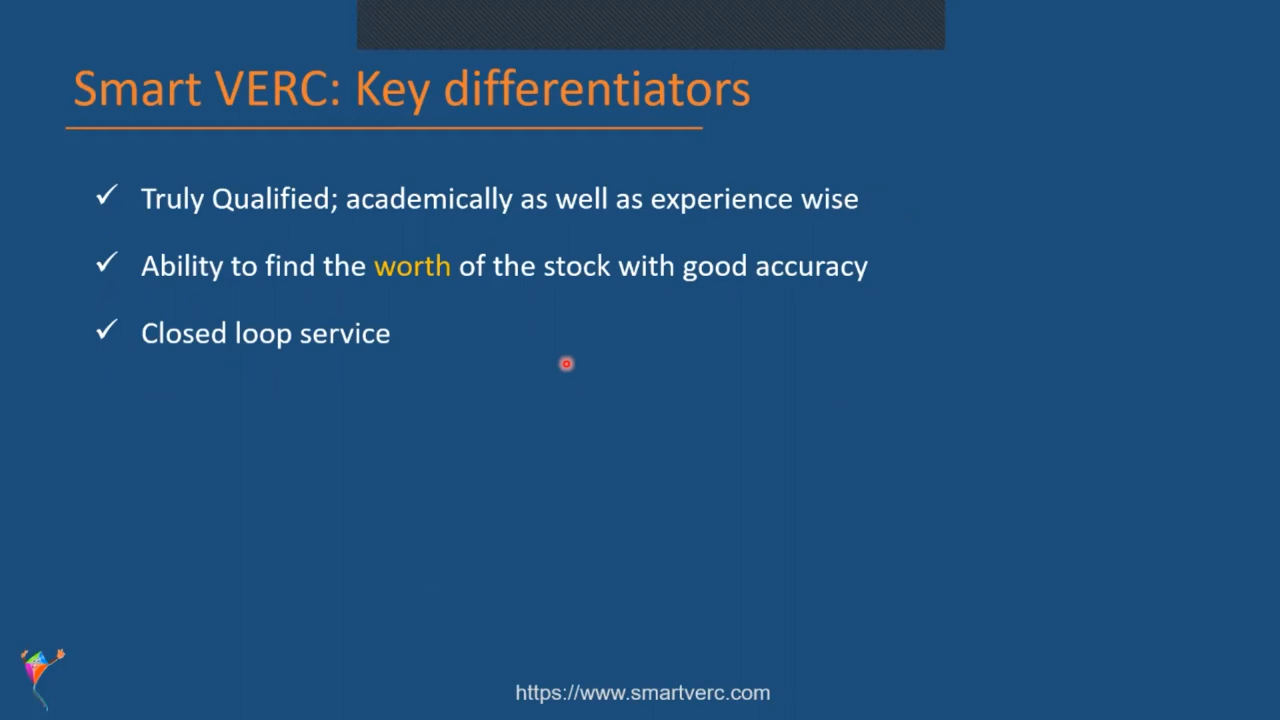 Smart VERC: Key differentiators
✓ Truly Qualified; academically as well as experience wise
✓ Ability to find the worth of the stock with good accuracy
✓ Closed loop service
https://www.smartverc.com